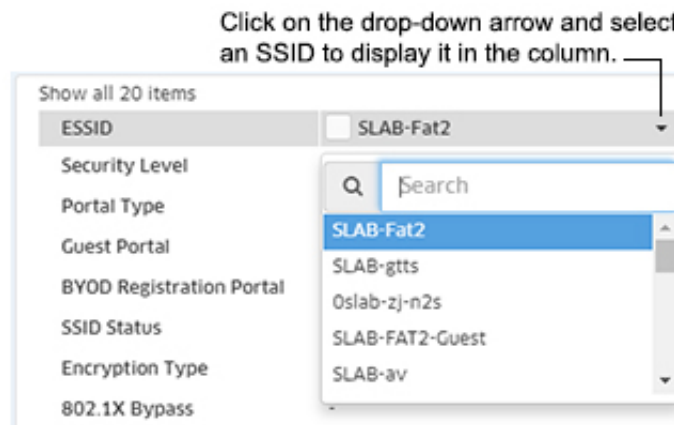 Click on the drop-down arrow and select
an SSID to display it in the column.
Show all 20 items
ESSID SLAB-Fat2
Security Level
Search
Portal Type
SLAB-Fat2
Guest Portal
SLAB-gtts
BYOD Registration Portal
0slab-zj-n2s
SSID Status
SLAB-FAT2-Guest
Encryption Type
SLAB-av
802.1X Bypass -